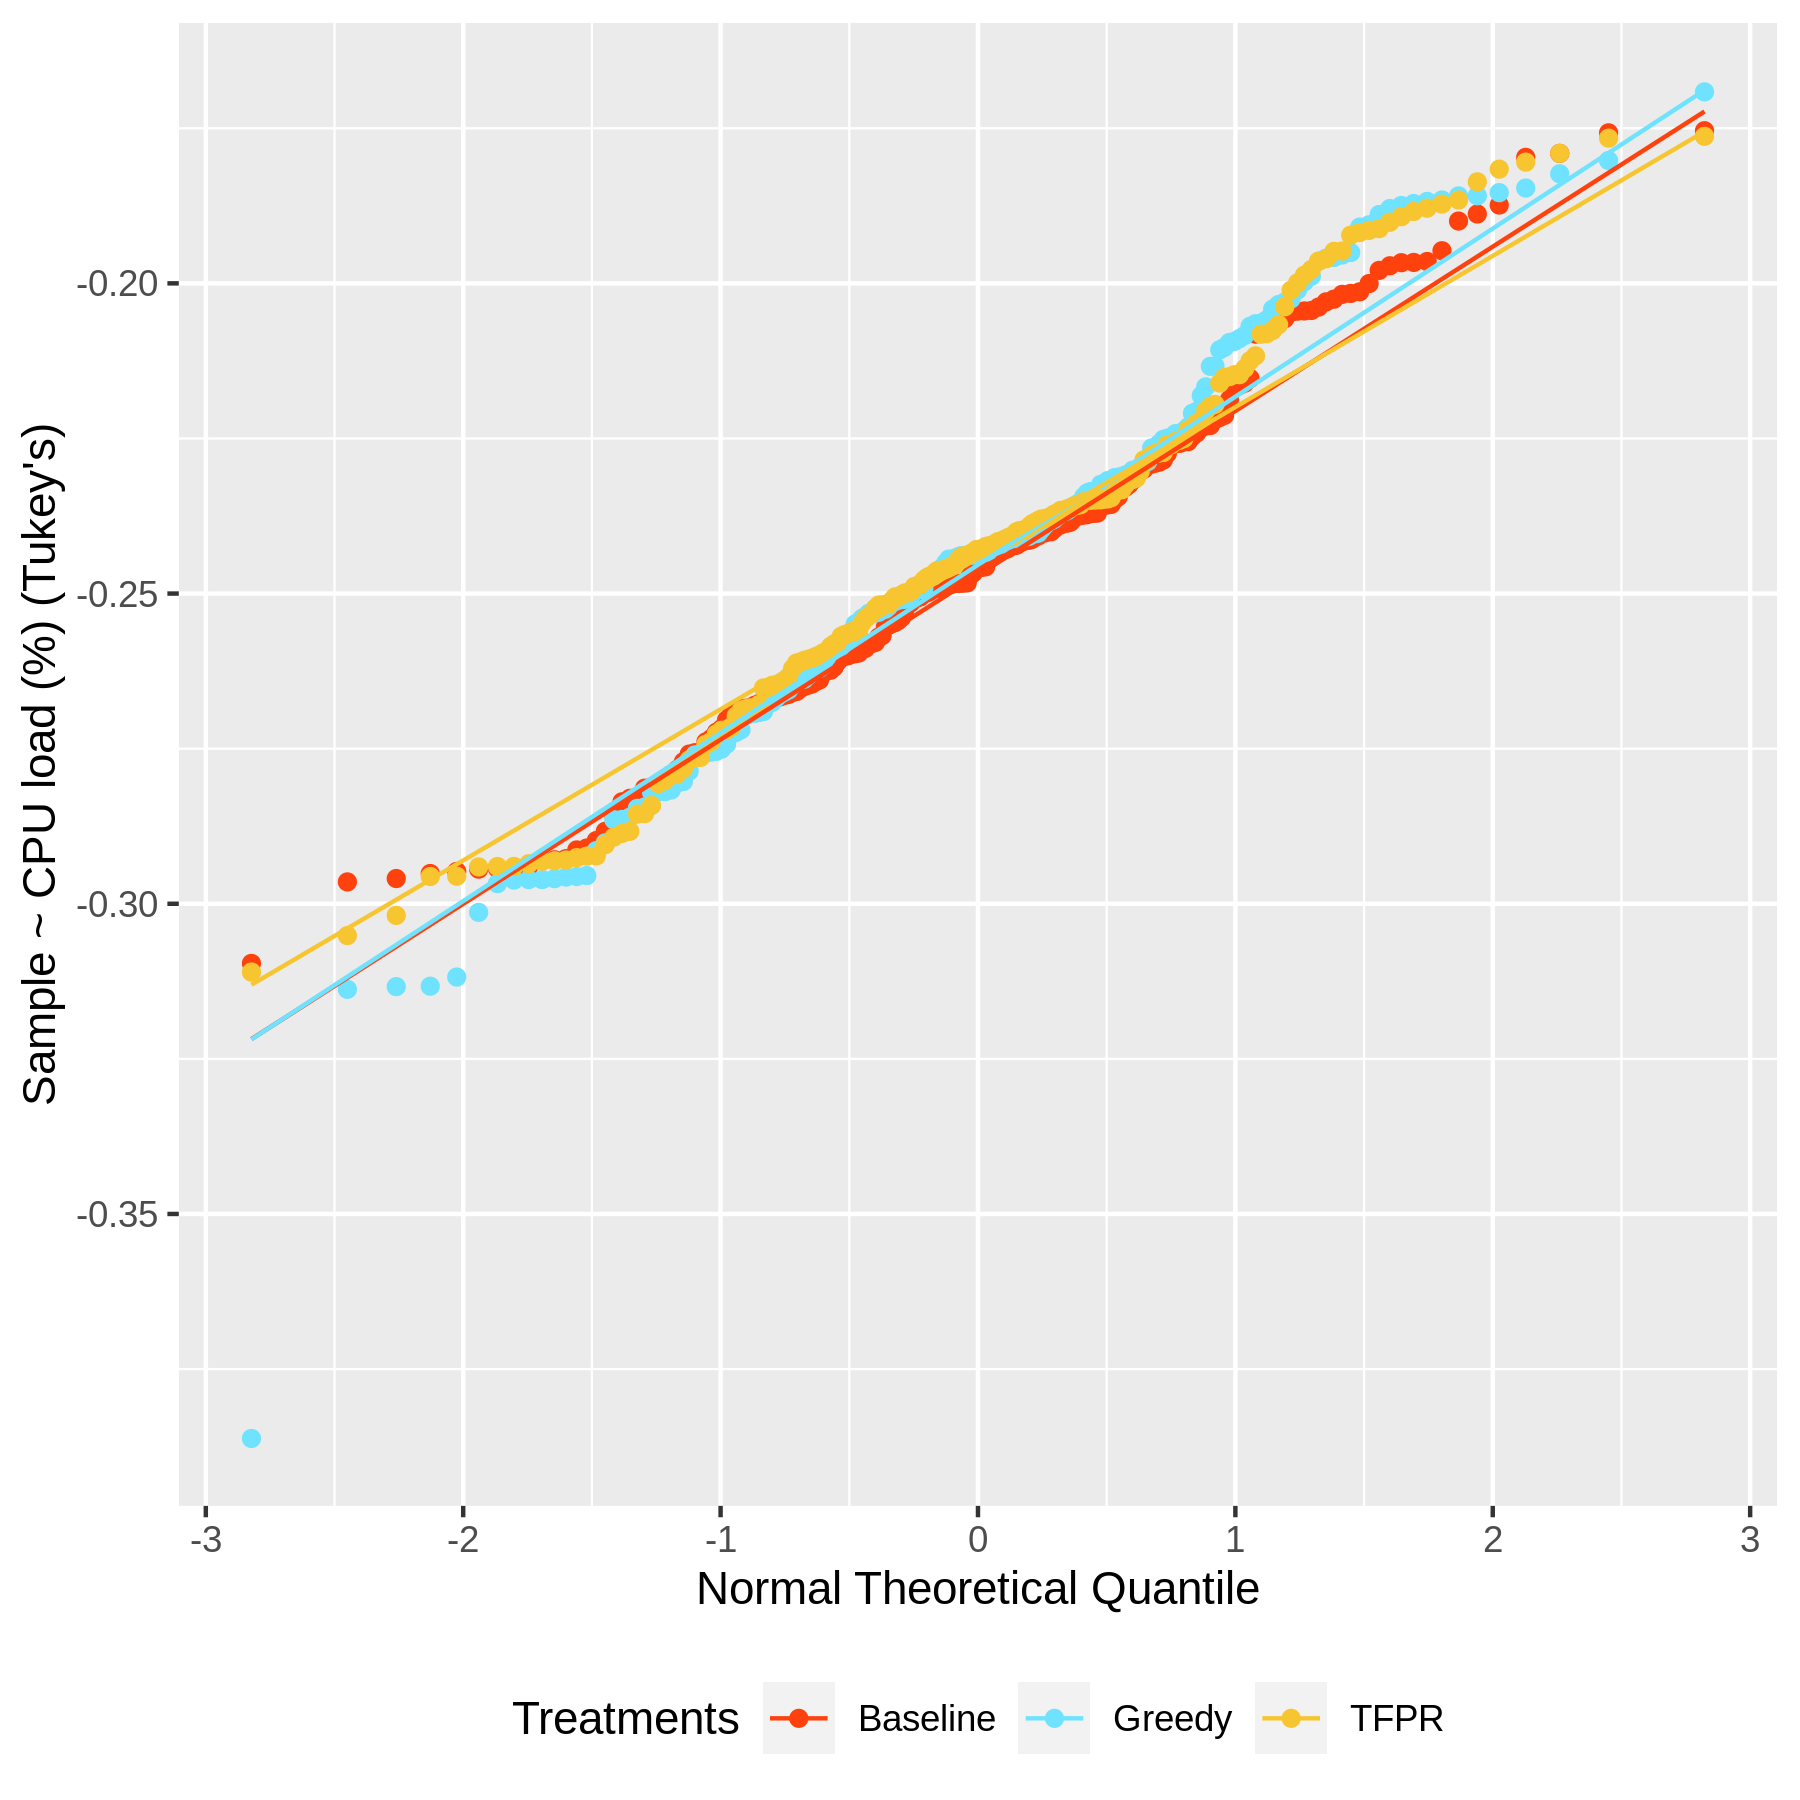 Sample ~ CPU load (%) (Tukey's)
-0.20
-0.25
-0.30
-0.35
-3 -2 -1 0 1 2 3
Normal Theoretical Quantile
Treatments Baseline Greedy TFPR